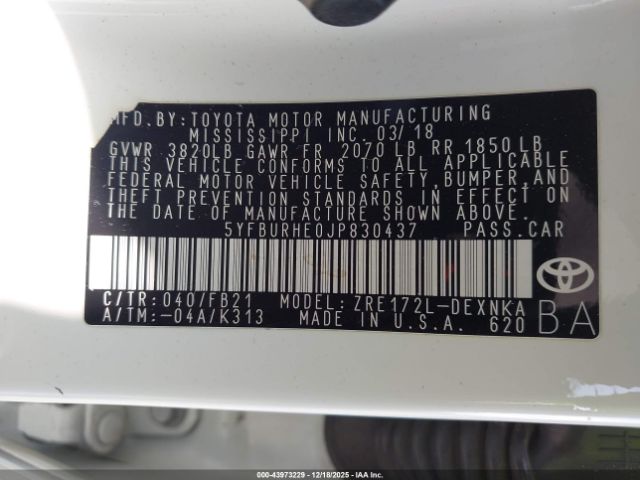 MFD.BY:TOYOTA MOTOR MANUFACTURING
MISSISSIPPI INC.03/18
GVWR 3820LB GAWR FR 2070 LB RR 1850 LB
THIS VEHICLE CONFORMS TO ALL APPLICABLE
FEDERAL MOTOR VEHICLE SAFETY,BUMPER,AND
THEFT PREVENTION STANDARDS IN EFFECT ON
THE DATE OF MANUFACTURE SHOWN ABOVE.
5YFBURHE0JP830437 PASS.CAR
C/TR: 040/FB21 MODEL: ZRE172L-DEXNKA
A/TM:-04A/K313 MADE IN U.S.A. 620 BA
000-43973229 - 12/18/2025 - IAA Inc.